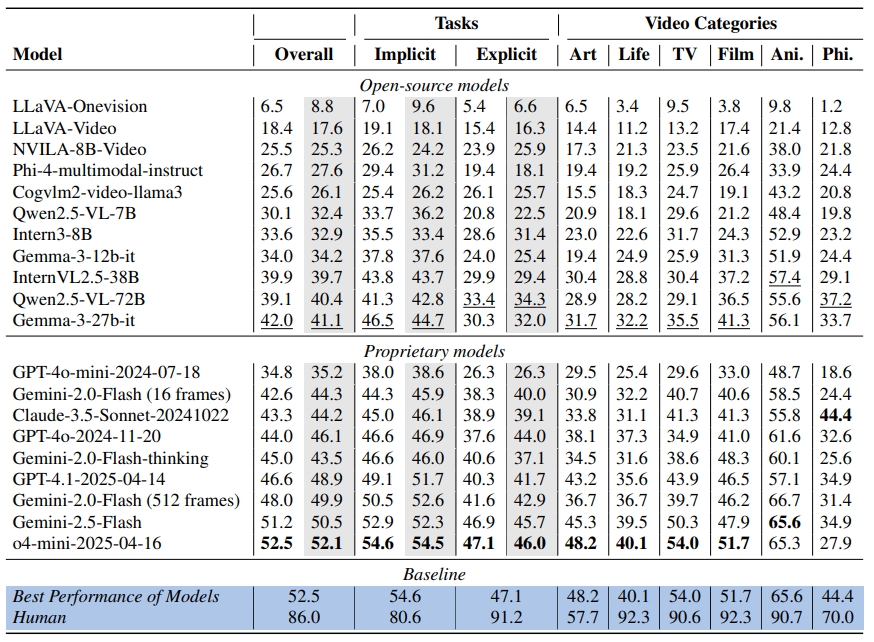 Tasks Video Categories
Model Overall Implicit Explicit Art Life TV Film Ani. Phi.
Open-source models
LLaVA-Onevision 6.5 8.8 7.0 9.6 5.4 6.6 6.5 3.4 9.5 3.8 9.8 1.2
LLaVA-Video 18.4 17.6 19.1 18.1 15.4 16.3 14.4 11.2 13.2 17.4 21.4 12.8
NVILA-8B-Video 25.5 25.3 26.2 24.2 23.9 25.9 17.3 21.3 23.5 21.6 38.0 21.8
Phi-4-multimodal-instruct 26.7 27.6 29.4 31.2 19.4 18.1 19.4 19.2 25.9 26.4 33.9 24.4
Cogvlm2-video-llama3 25.6 26.1 25.4 26.2 26.1 25.7 15.5 18.3 24.7 19.1 43.2 20.8
Qwen2.5-VL-7B 30.1 32.4 33.7 36.2 20.8 22.5 20.9 18.1 29.6 21.2 48.4 19.8
Intern3-8B 33.6 32.9 35.5 33.4 28.6 31.4 23.0 22.6 31.7 24.3 52.9 23.2
Gemma-3-12b-it 34.0 34.2 37.8 37.6 24.0 25.4 19.4 24.9 25.9 31.3 51.9 24.4
InternVL2.5-38B 39.9 39.7 43.8 43.7 29.9 29.4 30.4 28.8 30.4 37.2 57.4 29.1
Qwen2.5-VL-72B 39.1 40.4 41.3 42.8 33.4 34.3 28.9 28.2 29.1 36.5 55.6 37.2
Gemma-3-27b-it 42.0 41.1 46.5 44.7 30.3 32.0 31.7 32.2 35.5 41.3 56.1 33.7
Proprietary models
GPT-4o-mini-2024-07-18 34.8 35.2 38.0 38.6 26.3 26.3 29.5 25.4 29.6 33.0 48.7 18.6
Gemini-2.0-Flash (16 frames) 42.6 44.3 44.3 45.9 38.3 40.0 30.9 32.2 40.7 40.6 58.5 24.4
Claude-3.5-Sonnet-20241022 43.3 44.2 45.0 46.1 38.9 39.1 33.8 31.1 41.3 41.3 55.8 44.4
GPT-4o-2024-11-20 44.0 46.1 46.6 46.9 37.6 44.0 38.1 37.3 34.9 41.0 61.6 32.6
Gemini-2.0-Flash-thinking 45.0 43.5 46.6 46.0 40.6 37.1 34.5 31.6 38.6 48.3 60.1 25.6
GPT-4.1-2025-04-14 46.6 48.9 49.1 51.7 40.3 41.7 43.2 35.6 43.9 46.5 57.1 34.9
Gemini-2.0-Flash (512 frames) 48.0 49.9 50.5 52.6 41.6 42.9 36.7 36.7 39.7 46.2 66.7 31.4
Gemini-2.5-Flash 51.2 50.5 52.9 52.3 46.9 45.7 45.3 39.5 50.3 47.9 65.6 34.9
o4-mini-2025-04-16 52.5 52.1 54.6 54.5 47.1 46.0 48.2 40.1 54.0 51.7 65.3 27.9
Baseline
Best Performance of Models 52.5 54.6 47.1 48.2 40.1 54.0 51.7 65.6 44.4
Human 86.0 80.6 91.2 57.7 92.3 90.6 92.3 90.7 70.0